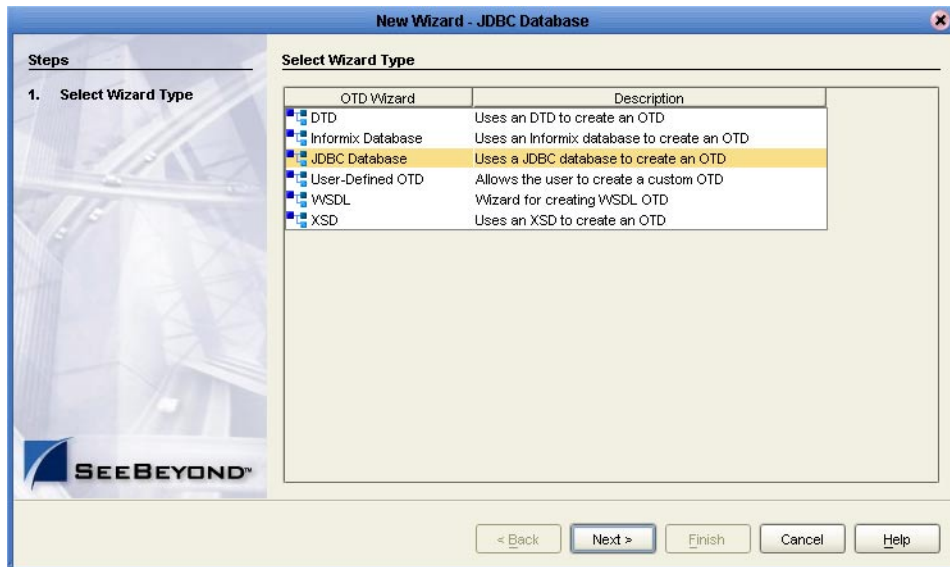 New Wizard - JDBC Database
Steps
1. Select Wizard Type
Select Wizard Type
OTD Wizard Description
DTD Uses an DTD to create an OTD
Informix Database Uses an Informix database to create an OTD
JDBC Database Uses a JDBC database to create an OTD
User-Defined OTD Allows the user to create a custom OTD
WSDL Wizard for creating WSDL OTD
XSD Uses an XSD to create an OTD
SEEBEYOND™
< Back Next > Finish Cancel Help